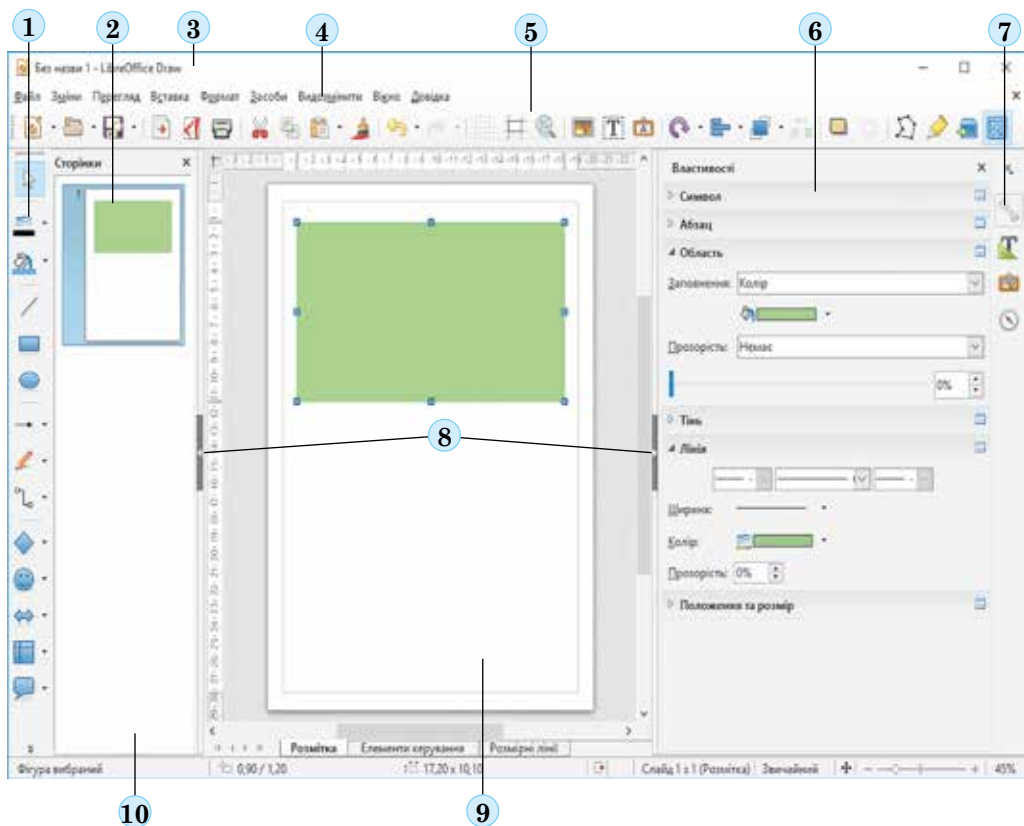 1 2 3 4 5 6 7
Без назви 1 - LibreOffice Draw
Файл Зміни Перегляд Вставка Формат Засоби Видозмінити Вікно Довідка
Сторінки
1
Властивості
Символ
Абзац
Область
Заповнення: Колір
Прозорість: Немає
0%
Тінь
8
Лінія
Ширина:
Колір:
Прозорість: 0%
Положення та розмір
Розмітка Елементи керування Розмірні лінії
Фігура вибраний 0,90 / 1,20 17,20 x 10,10 Слайд 1 з 1 (Розмітка) Звичайний 45%
10 9